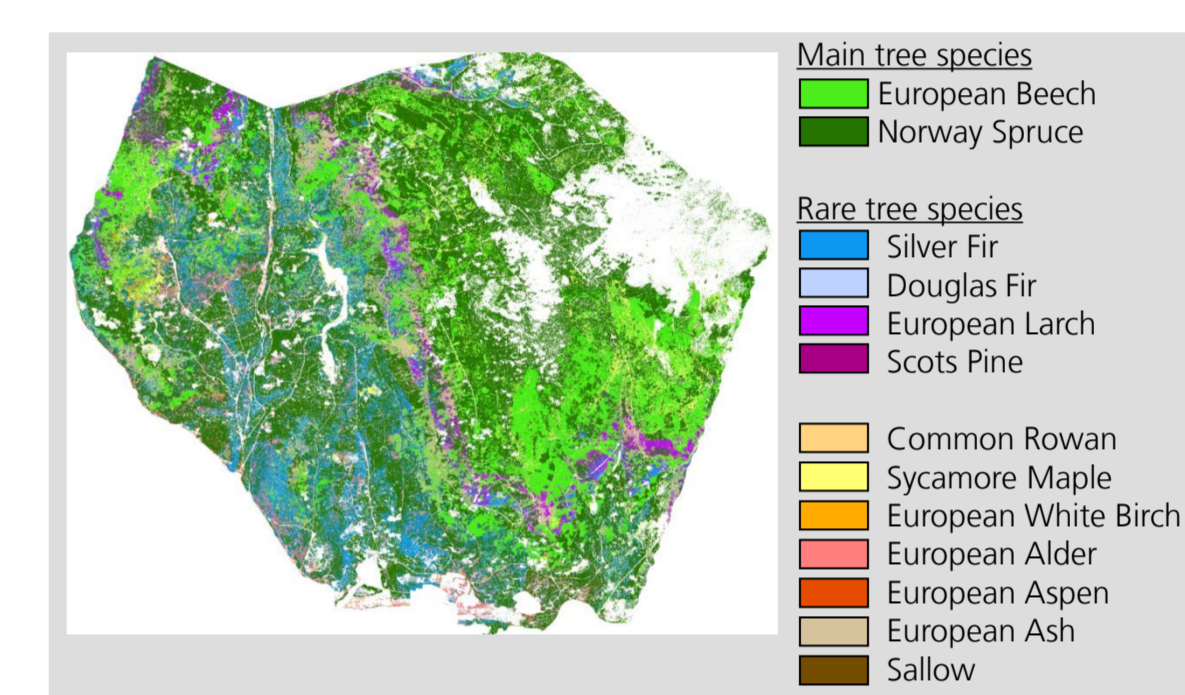 Main tree species
European Beech
Norway Spruce
Rare tree species
Silver Fir
Douglas Fir
European Larch
Scots Pine
Common Rowan
Sycamore Maple
European White Birch
European Alder
European Aspen
European Ash
Sallow